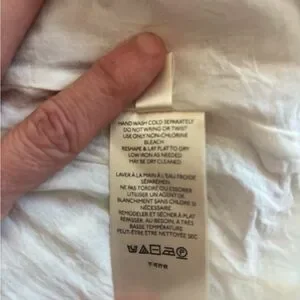 HAND WASH COLD SEPARATELY
DO NOT WRING OR TWIST
USE ONLY NON-CHLORINE
BLEACH
RESHAPE & LAY FLAT TO DRY
LOW IRON AS NEEDED
MAY BE DRY CLEANED
LAVER À LA MAIN À L'EAU FROIDE
SÉPARÉMENT.
NE PAS TORDRE OU ESSORER
UTILISER UN AGENT DE
BLANCHIMENT SANS CHLORE SI
NÉCESSAIRE
REMODELER ET SÉCHER À PLAT
REPASSER, AU BESOIN, À TRÈS
BASSE TEMPÉRATURE
PEUT-ÊTRE ÊTRE NETTOYÉE SEC